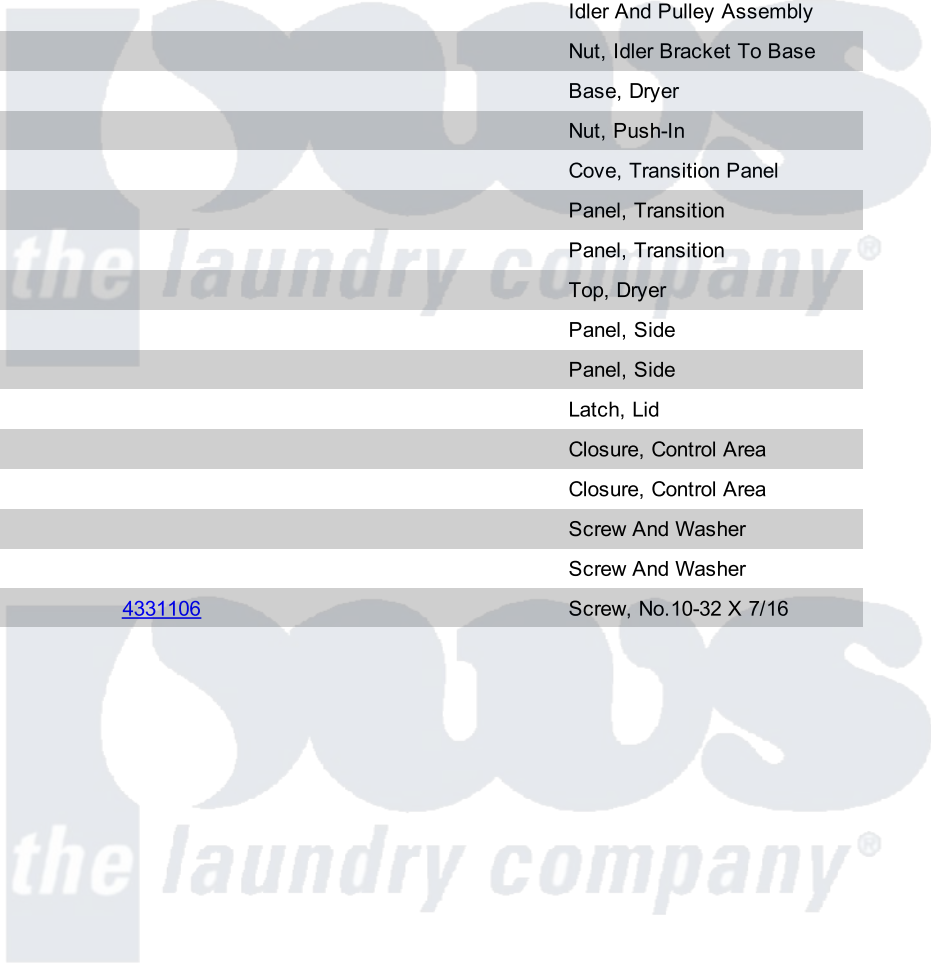 Idler And Pulley Assembly
Nut, Idler Bracket To Base
Base, Dryer
Nut, Push-In
Cove, Transition Panel
Panel, Transition
Panel, Transition
Top, Dryer
Panel, Side
Panel, Side
Latch, Lid
Closure, Control Area
Closure, Control Area
Screw And Washer
Screw And Washer
4331106 Screw, No.10-32 X 7/16
pws
the laundry company®
pws
the laundry company®